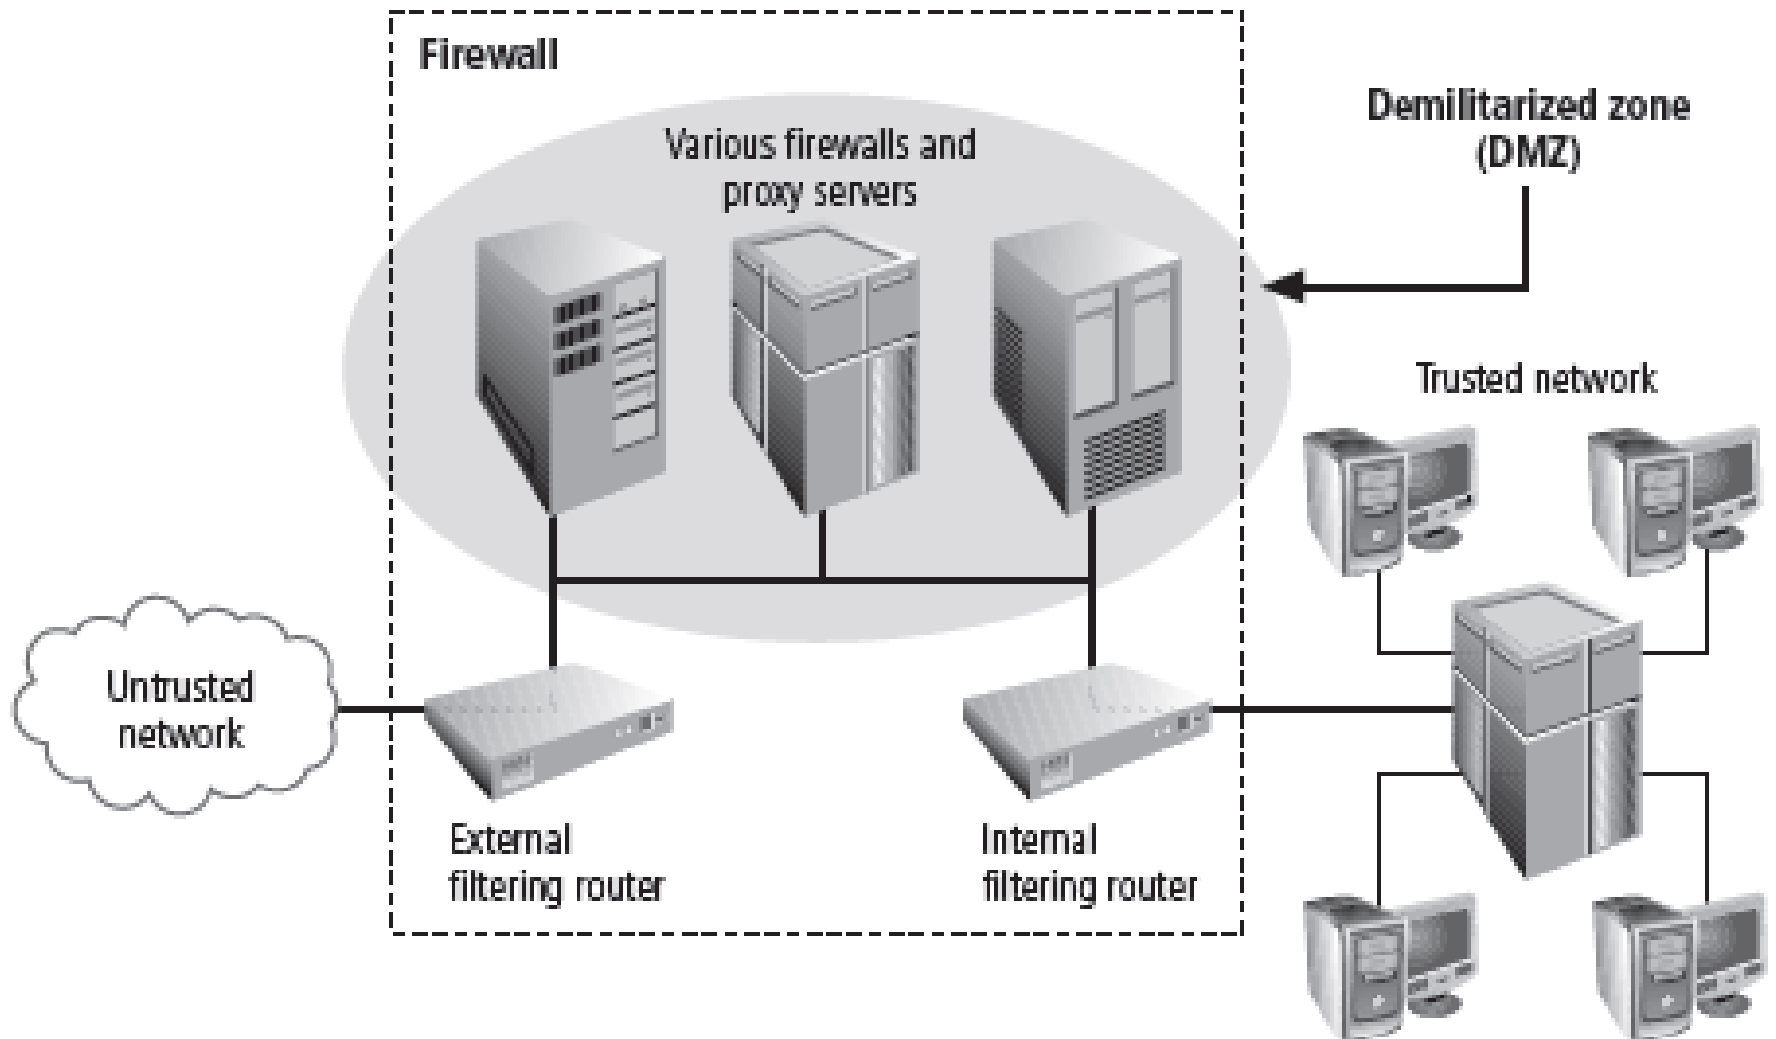 Firewall
Various firewalls and
proxy servers
Demilitarized zone
(DMZ)
Trusted network
Untrusted
network
External
filtering router
Internal
filtering router